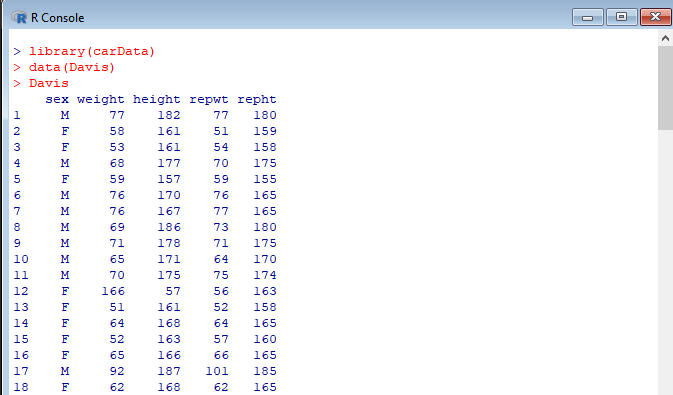 R Console
> library(carData)
> data(Davis)
> Davis
sex weight height repwt repht
1 M 77 182 77 180
2 F 58 161 51 159
3 F 53 161 54 158
4 M 68 177 70 175
5 F 59 157 59 155
6 M 76 170 76 165
7 M 76 167 77 165
8 M 69 186 73 180
9 M 71 178 71 175
10 M 65 171 64 170
11 M 70 175 75 174
12 F 166 57 56 163
13 F 51 161 52 158
14 F 64 168 64 165
15 F 52 163 57 160
16 F 65 166 66 165
17 M 92 187 101 185
18 F 62 168 62 165